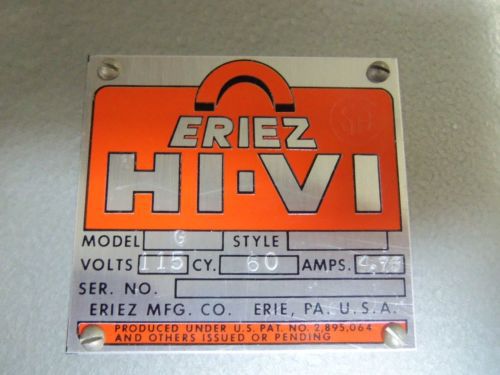 ERIEZ
HI-VI
MODEL G STYLE
VOLTS 115 CY. 60 AMPS.
SER. NO.
ERIEZ MFG. CO. ERIE, PA. U.S.A.
PRODUCED UNDER U.S. PAT. NO. 2,895,064
AND OTHERS ISSUED OR PENDING